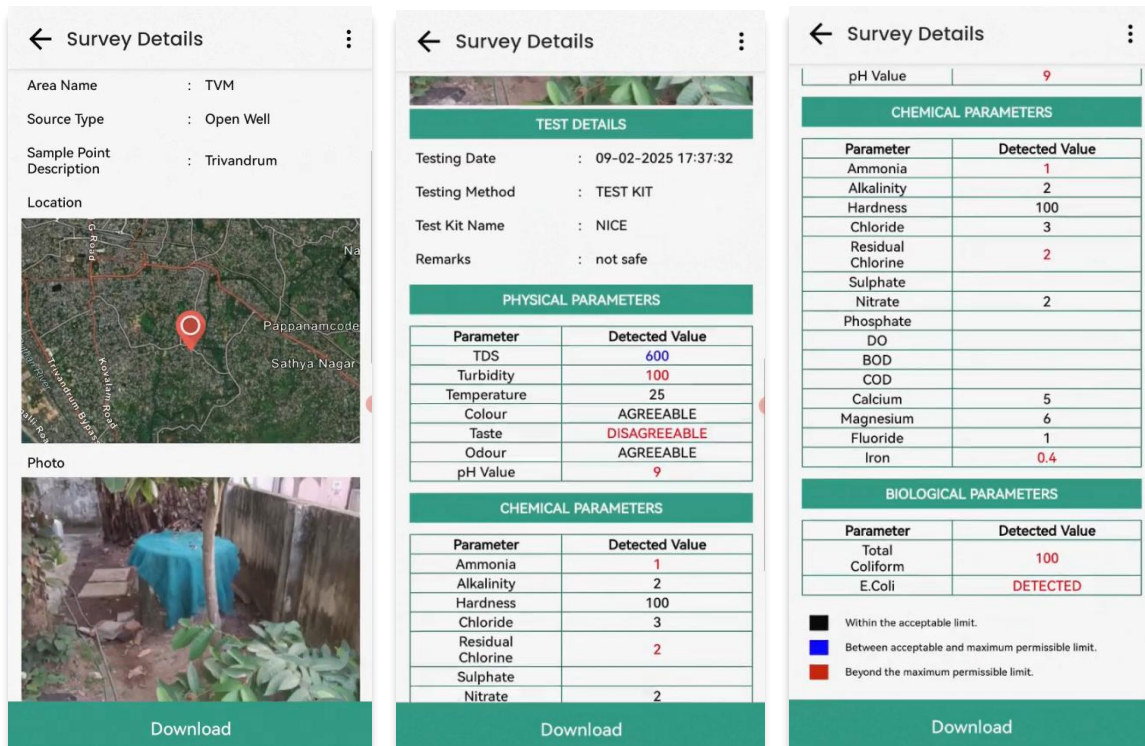 Survey Details
Area Name : TVM
Source Type : Open Well
Sample Point
Description : Trivandrum
Location
G Road
Na
Pappanamcode
Sathya Nagar
Kovalam Road
Trivandrum Bypass
Photo
Download
Survey Details
TEST DETAILS
Testing Date : 09-02-2025 17:37:32
Testing Method : TEST KIT
Test Kit Name : NICE
Remarks : not safe
PHYSICAL PARAMETERS
Parameter Detected Value
TDS 600
Turbidity 100
Temperature 25
Colour AGREEABLE
Taste DISAGREEABLE
Odour AGREEABLE
pH Value 9
CHEMICAL PARAMETERS
Parameter Detected Value
Ammonia 1
Alkalinity 2
Hardness 100
Chloride 3
Residual
Chlorine 2
Sulphate
Nitrate 2
Download
Survey Details
pH Value 9
CHEMICAL PARAMETERS
Parameter Detected Value
Ammonia 1
Alkalinity 2
Hardness 100
Chloride 3
Residual
Chlorine 2
Sulphate
Nitrate 2
Phosphate
DO
BOD
COD
Calcium 5
Magnesium 6
Fluoride 1
Iron 0.4
BIOLOGICAL PARAMETERS
Parameter Detected Value
Total
Coliform 100
E.Coli DETECTED
Within the acceptable limit.
Between acceptable and maximum permissible limit.
Beyond the maximum permissible limit.
Download